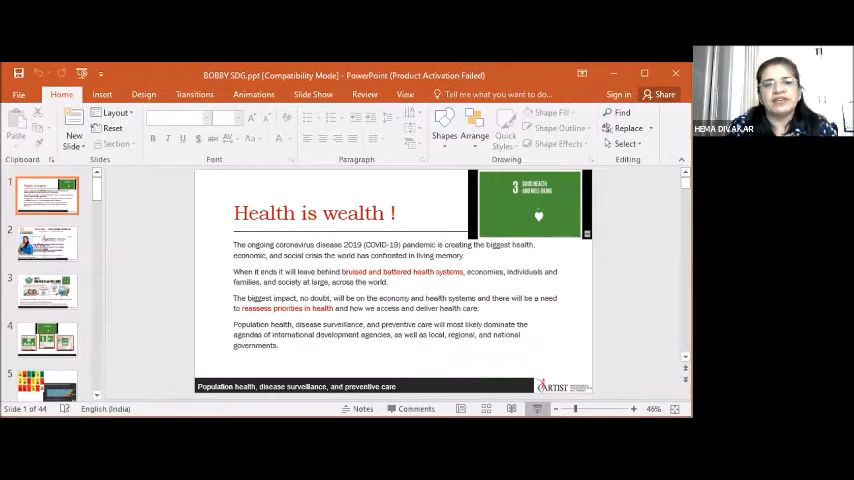 BOBBY SDG.ppt [Compatibility Mode] - PowerPoint (Product Activation Failed)
File Home Insert Design Transitions Animations Slide Show Review View Tell me what you want to do... Sign in Share
Paste
Clipboard
New
Slide
Layout
Reset
Section
Slides
B I U S abc AV Aa A
Font
Paragraph
Shapes Arrange Quick
Styles
Shape Fill
Shape Outline
Shape Effects
Drawing
Find
Replace
Select
Editing
HEMA DIVAKAR
1
2
3
4
5
3 GOOD HEALTH
AND WELL-BEING
Health is wealth !
The ongoing coronavirus disease 2019 (COVID-19) pandemic is creating the biggest health,
economic, and social crisis the world has confronted in living memory.
When it ends it will leave behind bruised and battered health systems, economies, individuals and
families, and society at large, across the world.
The biggest impact, no doubt, will be on the economy and health systems and there will be a need
to reassess priorities in health and how we access and deliver health care.
Population health, disease surveillance, and preventive care will most likely dominate the
agendas of international development agencies, as well as local, regional, and national
governments.
Population health, disease surveillance, and preventive care
ARTIST
Slide 1 of 44 English (India) Notes Comments 46%